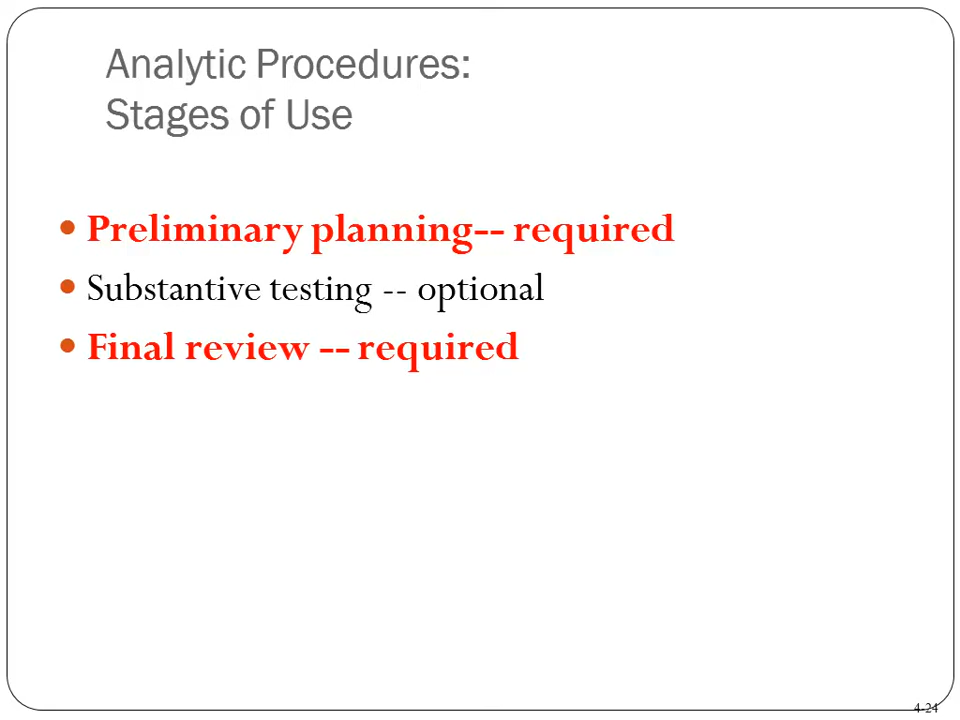 Analytic Procedures:
Stages of Use
• Preliminary planning-- required
• Substantive testing -- optional
• Final review -- required
4-24